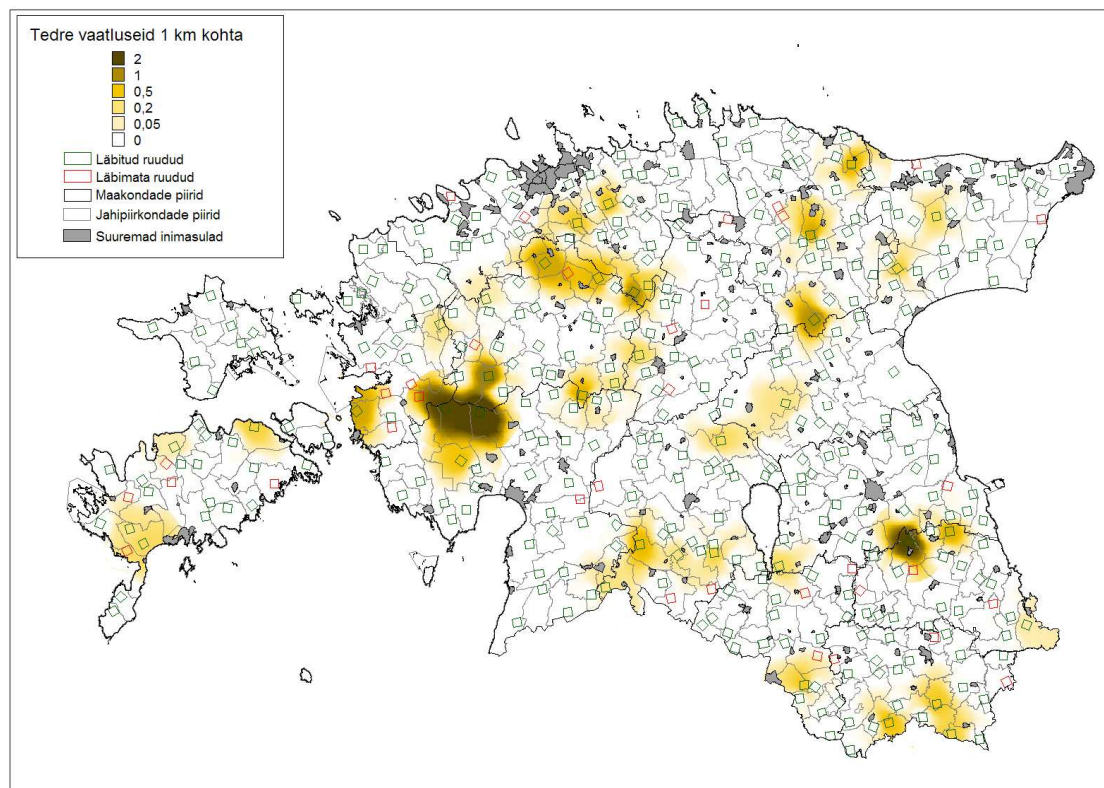 Tedre vaatluseid 1 km kohta
2
1
0,5
0,2
0,05
0
Läbitud ruudud
Läbimata ruudud
Maakondade piirid
Jahipiirkondade piirid
Suuremad inimasulad